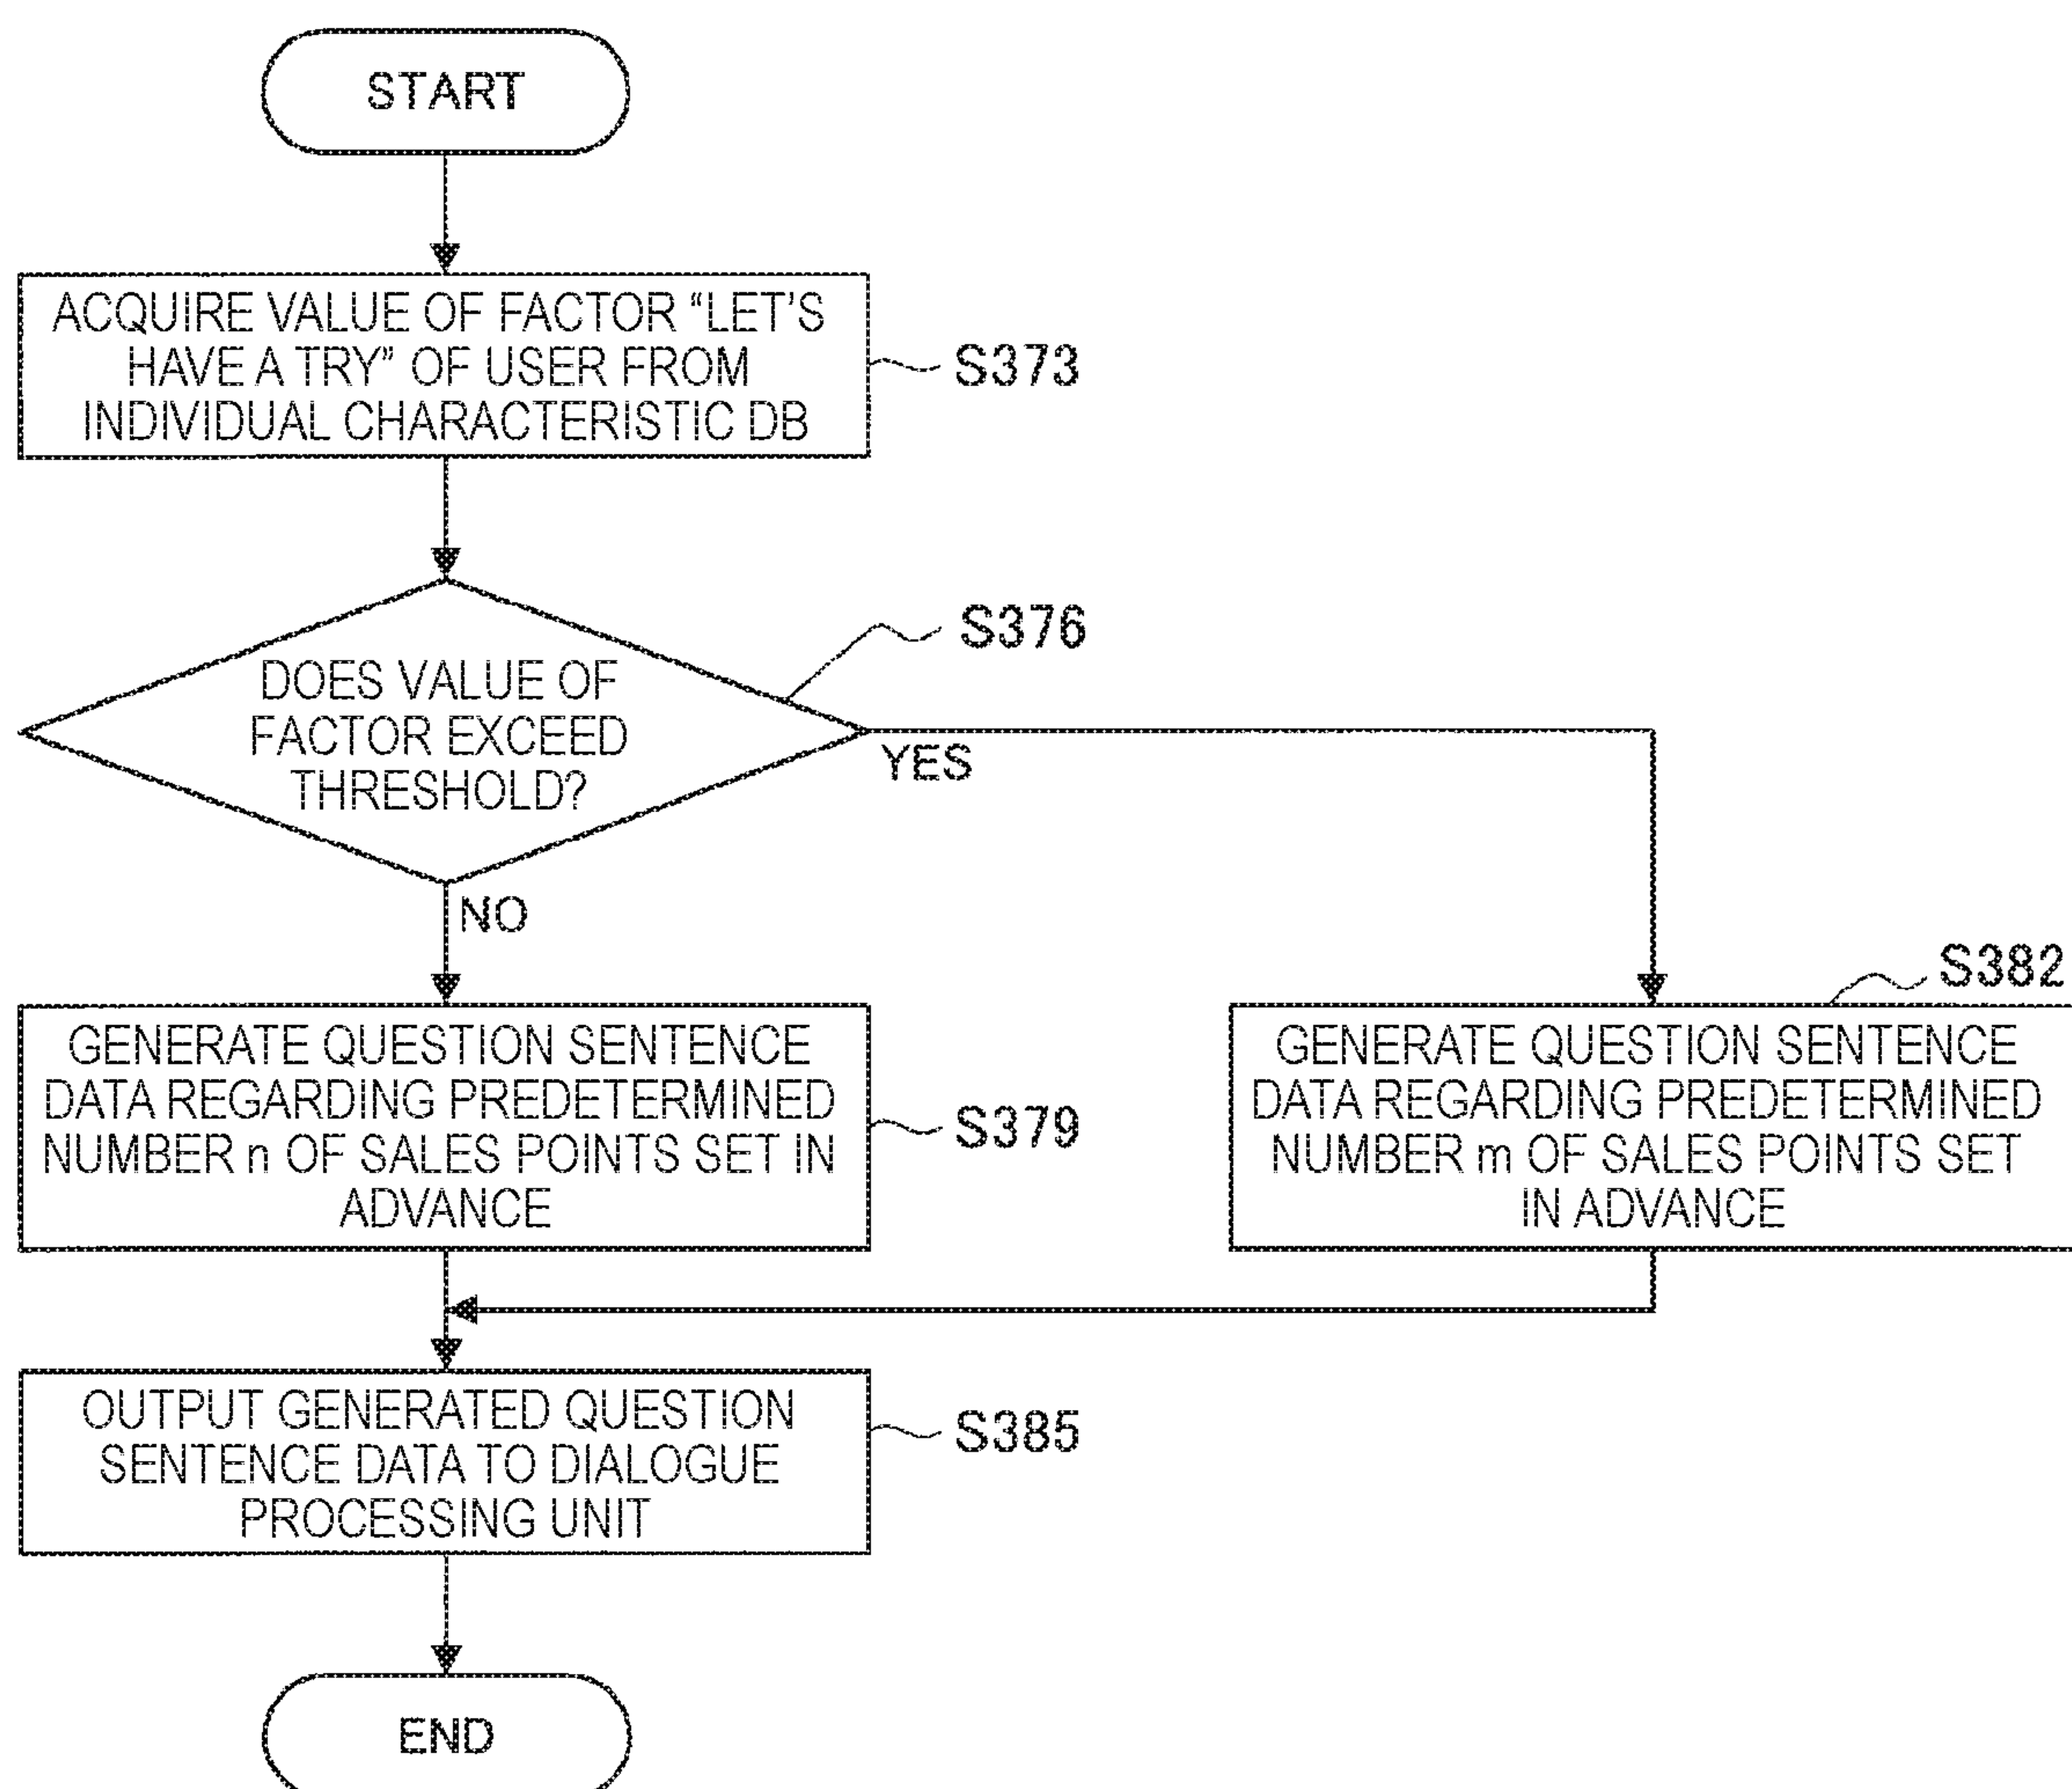 START
ACQUIRE VALUE OF FACTOR “LET’S
HAVE A TRY” OF USER FROM
INDIVIDUAL CHARACTERISTIC DB
S373
S376
DOES VALUE OF
FACTOR EXCEED
THRESHOLD?
YES
NO
S382
GENERATE QUESTION SENTENCE
DATA REGARDING PREDETERMINED
NUMBER n OF SALES POINTS SET IN
ADVANCE
S379
GENERATE QUESTION SENTENCE
DATA REGARDING PREDETERMINED
NUMBER m OF SALES POINTS SET
IN ADVANCE
OUTPUT GENERATED QUESTION
SENTENCE DATA TO DIALOGUE
PROCESSING UNIT
S385
END